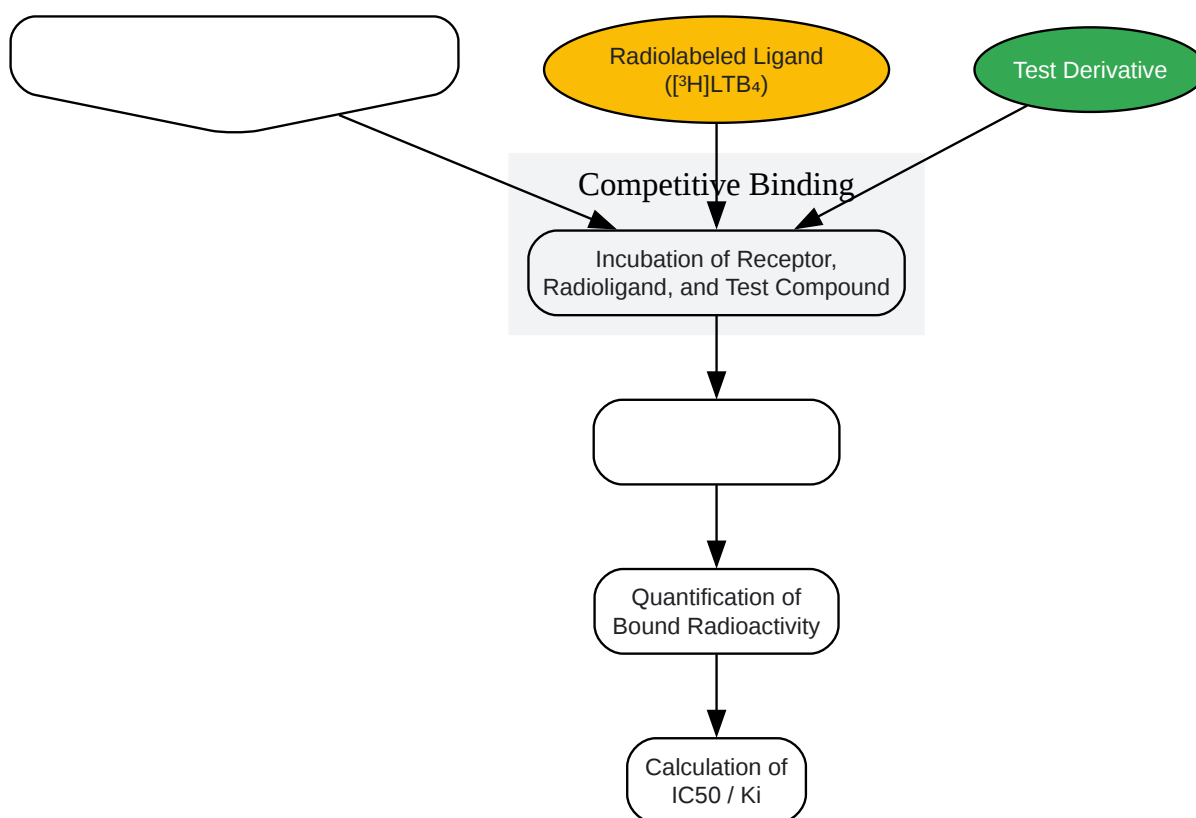 Radiolabeled Ligand
([³H]LTB₄)
Test Derivative
Competitive Binding
Incubation of Receptor,
Radioligand, and Test Compound
Quantification of
Bound Radioactivity
Calculation of
IC50 / Ki